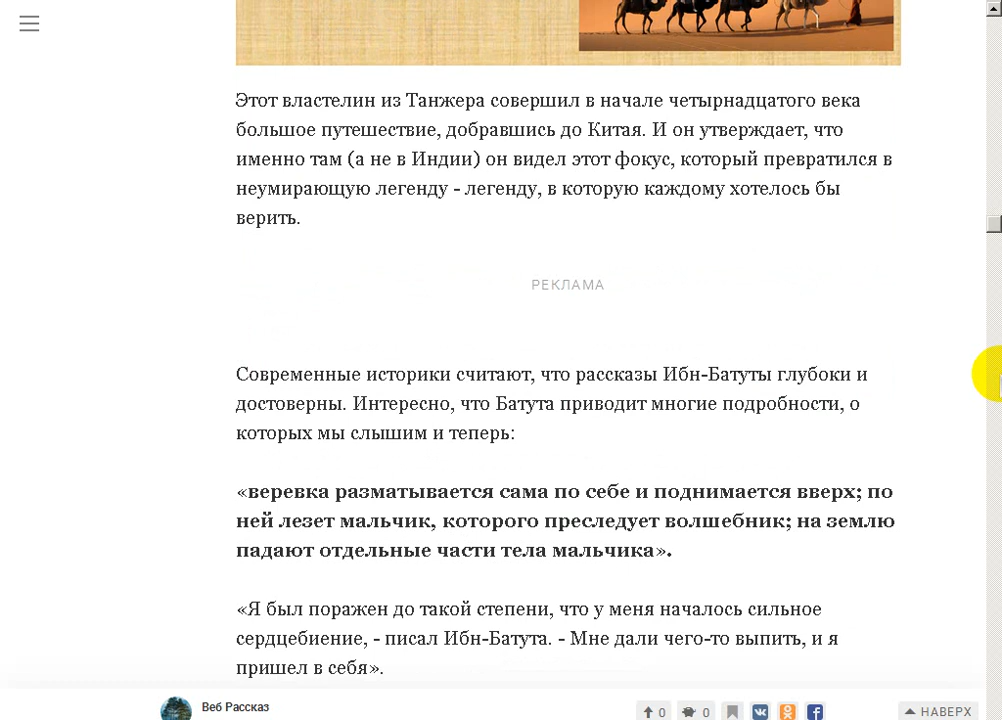 Этот властелин из Танжера совершил в начале четырнадцатого века
большое путешествие, добравшись до Китая. И он утверждает, что
именно там (а не в Индии) он видел этот фокус, который превратился в
неумирающую легенду - легенду, в которую каждому хотелось бы
верить.
РЕКЛАМА
Современные историки считают, что рассказы Ибн-Батуты глубоки и
достоверны. Интересно, что Батута приводит многие подробности, о
которых мы слышим и теперь:
«веревка разматывается сама по себе и поднимается вверх; по
ней лезет мальчик, которого преследует волшебник; на землю
падают отдельные части тела мальчика».
«Я был поражен до такой степени, что у меня началось сильное
сердцебиение, - писал Ибн-Батута. - Мне дали чего-то выпить, и я
пришел в себя».
Веб Рассказ 0 0 НАВЕРХ